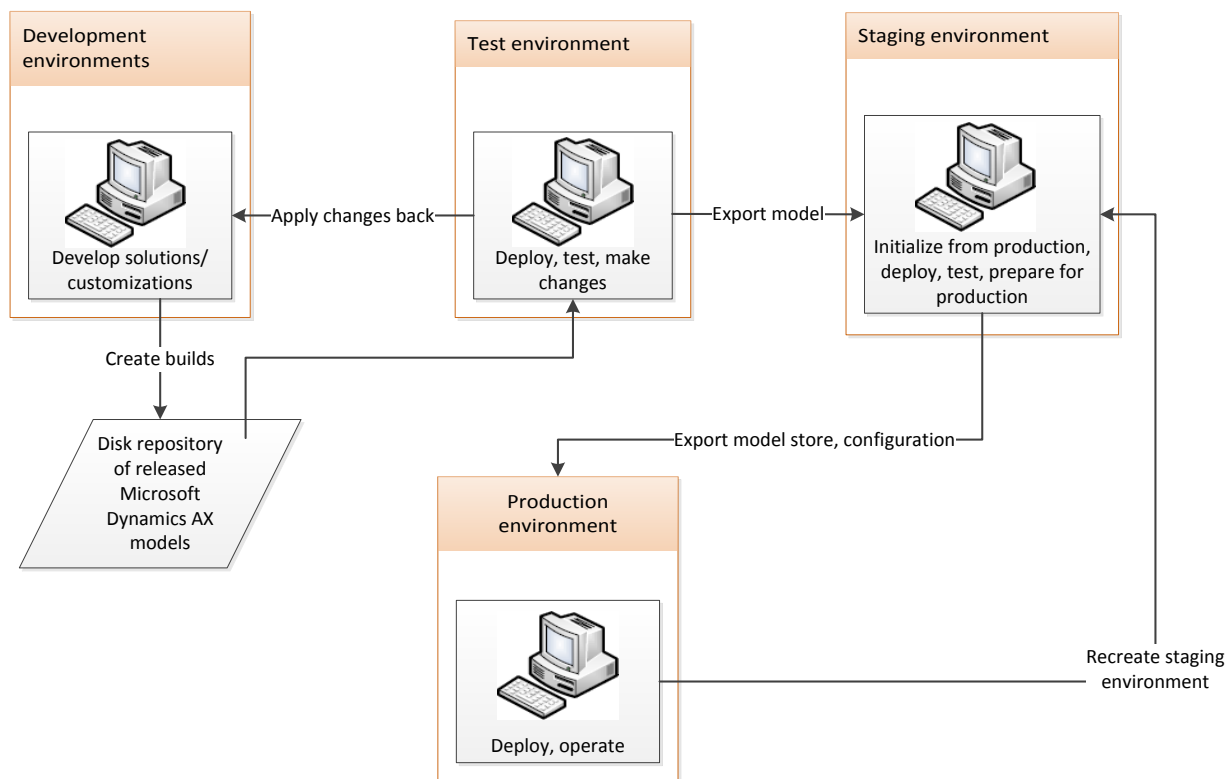 Development
environments
Test environment
Staging environment
Develop solutions/
customizations
Apply changes back
Deploy, test, make
changes
Export model
Initialize from production,
deploy, test, prepare for
production
Create builds
Disk repository
of released
Microsoft
Dynamics AX
models
Export model store, configuration
Production
environment
Deploy, operate
Recreate staging
environment